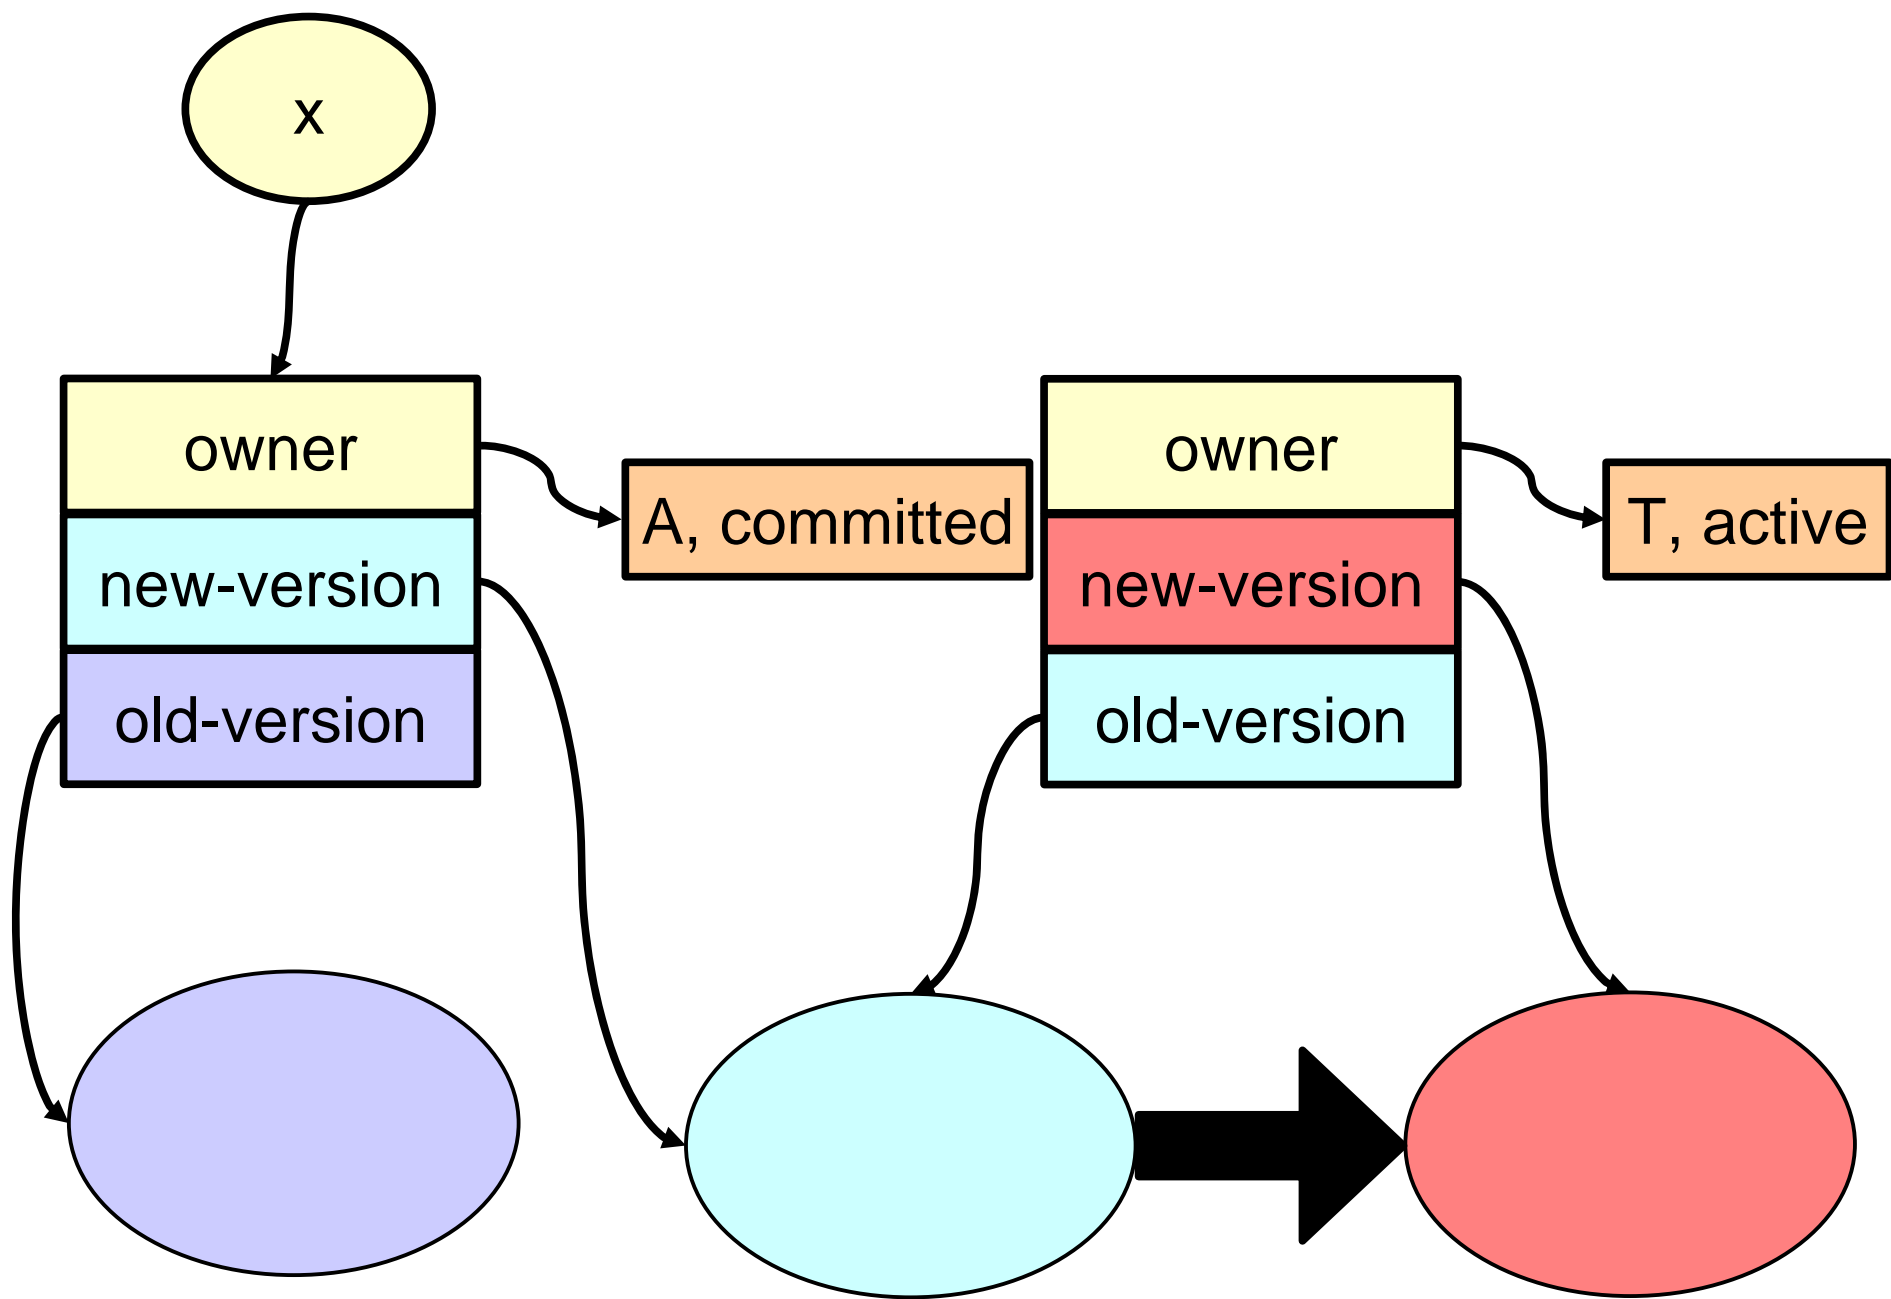 x
owner
new-version
old-version
A, committed
owner
new-version
old-version
T, active